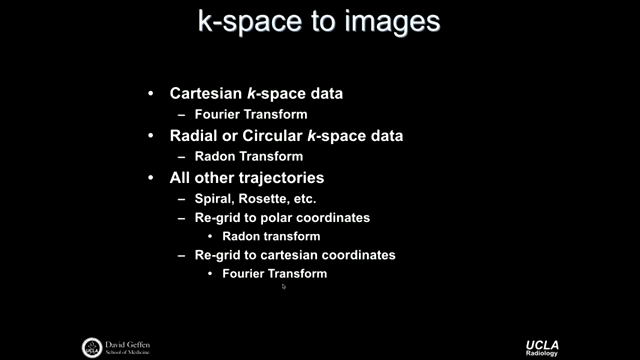 k-space to images
• Cartesian k-space data
– Fourier Transform
• Radial or Circular k-space data
– Radon Transform
• All other trajectories
– Spiral, Rosette, etc.
– Re-grid to polar coordinates
• Radon transform
– Re-grid to cartesian coordinates
• Fourier Transform
UCLA
David Geffen
School of Medicine
UCLA
Radiology